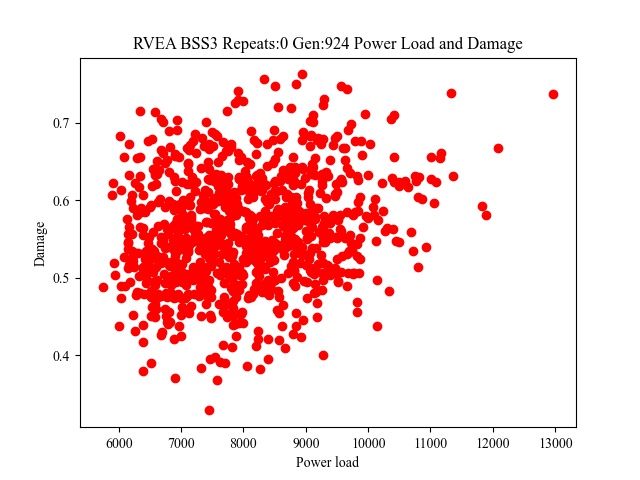 RVEA BSS3 Repeats:0 Gen:924 Power Load and Damage
0.7
0.6
0.5
0.4
Damage
6000 7000 8000 9000 10000 11000 12000 13000
Power load